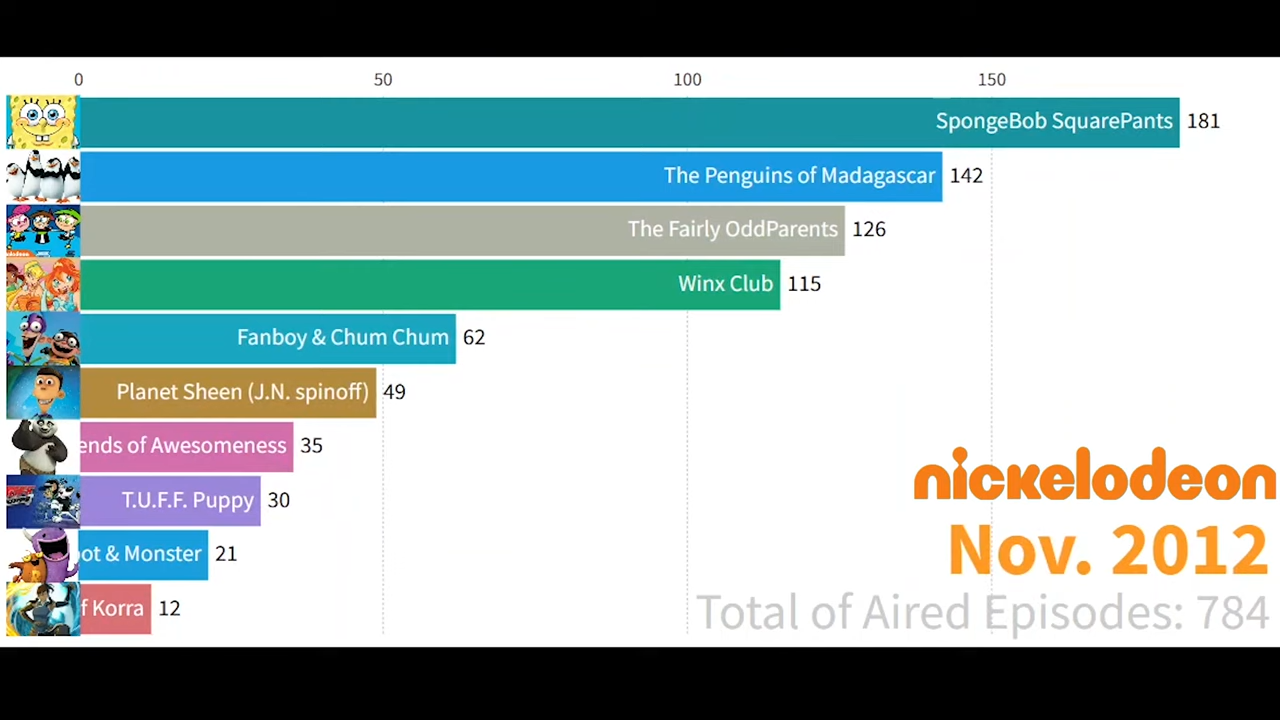 0 50 100 150
SpongeBob SquarePants 181
The Penguins of Madagascar 142
The Fairly OddParents 126
Winx Club 115
Fanboy & Chum Chum 62
Planet Sheen (J.N. spinoff) 49
ends of Awesomeness 35
T.U.F.F. Puppy 30
ot & Monster 21
f Korra 12
nickelodeon
Nov. 2012
Total of Aired Episodes: 784